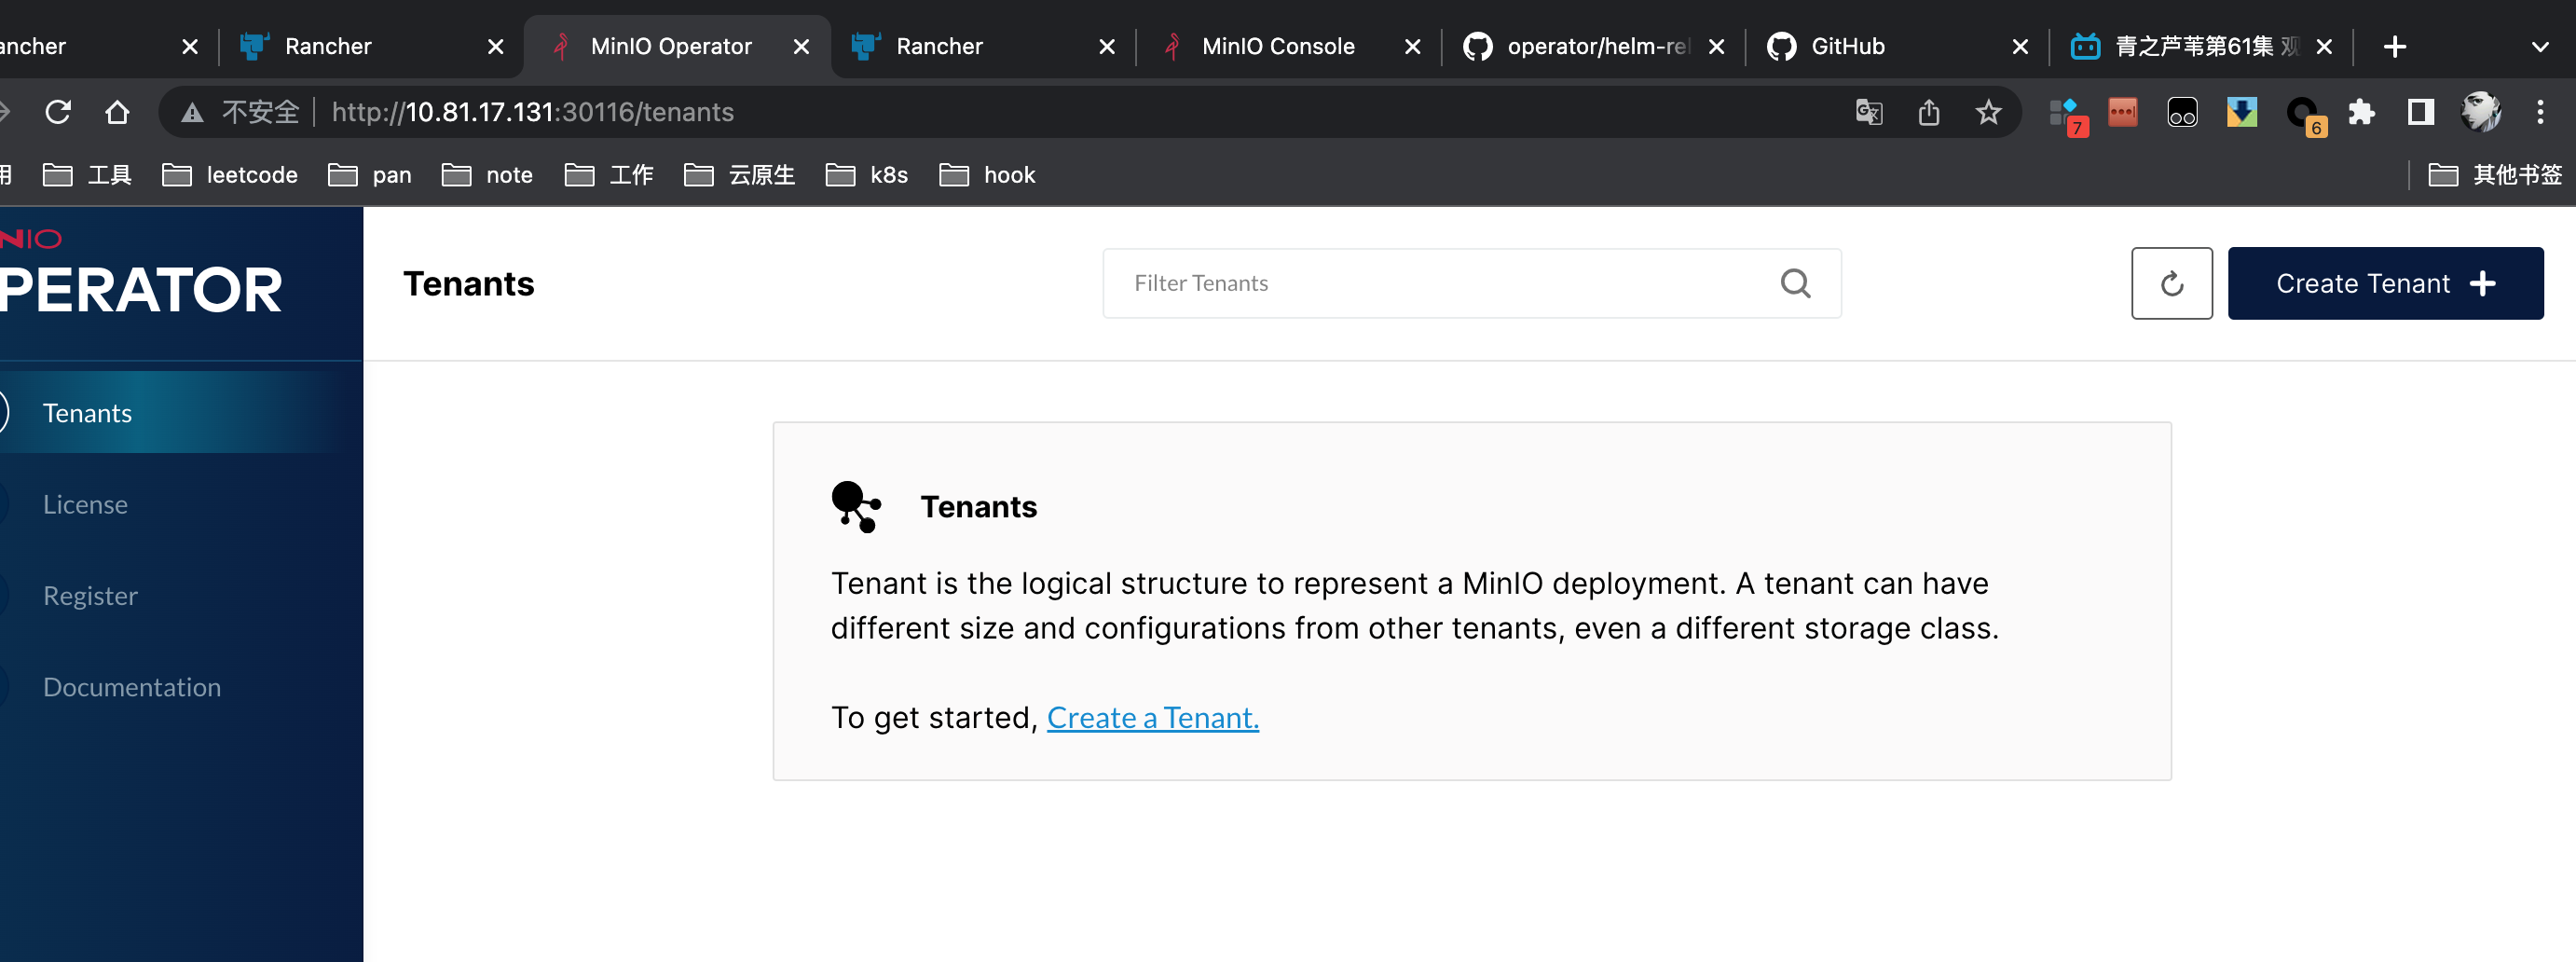 ancher
Rancher
MinIO Operator
Rancher
MinIO Console
operator/helm-rel
GitHub
青之芦苇第61集 观
不安全
http://10.81.17.131:30116/tenants
7
6
用
工具
leetcode
pan
note
工作
云原生
k8s
hook
其他书签
NIO
PERATOR
Tenants
License
Register
Documentation
Tenants
Filter Tenants
Create Tenant
Tenants
Tenant is the logical structure to represent a MinIO deployment. A tenant can have
different size and configurations from other tenants, even a different storage class.
To get started, Create a Tenant.